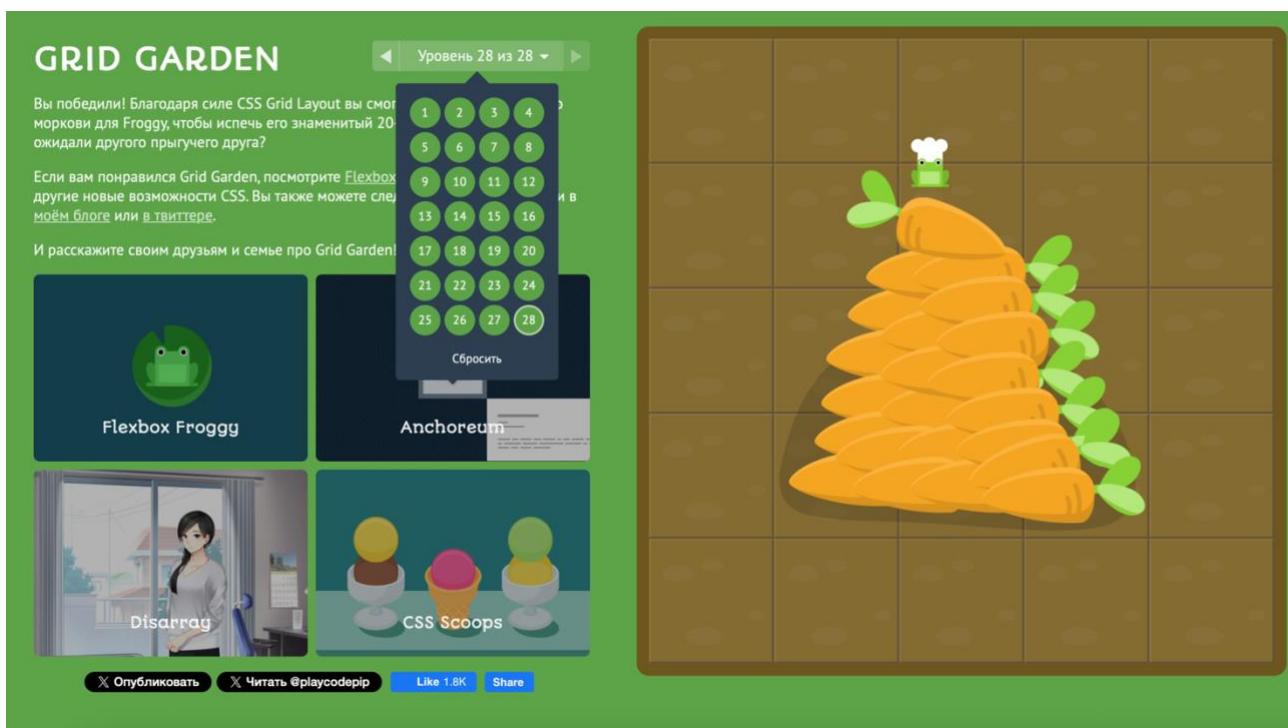 GRID GARDEN
Уровень 28 из 28
Вы победили! Благодаря силе CSS Grid Layout вы смог
моркови для Froggy, чтобы испечь его знаменитый 20-
ожидали другого прыгучего друга?
Если вам понравился Grid Garden, посмотрите Flexbox
другие новые возможности CSS. Вы также можете сле и в
моём блоге или в твиттере.
И расскажите своим друзьям и семье про Grid Garden!
1 2 3 4
5 6 7 8
9 10 11 12
13 14 15 16
17 18 19 20
21 22 23 24
25 26 27 28
Сбросить
Flexbox Froggy
Anchoreum
Disarray
CSS Scoops
Опубликовать
Читать @playcodepip
Like 1.8K
Share